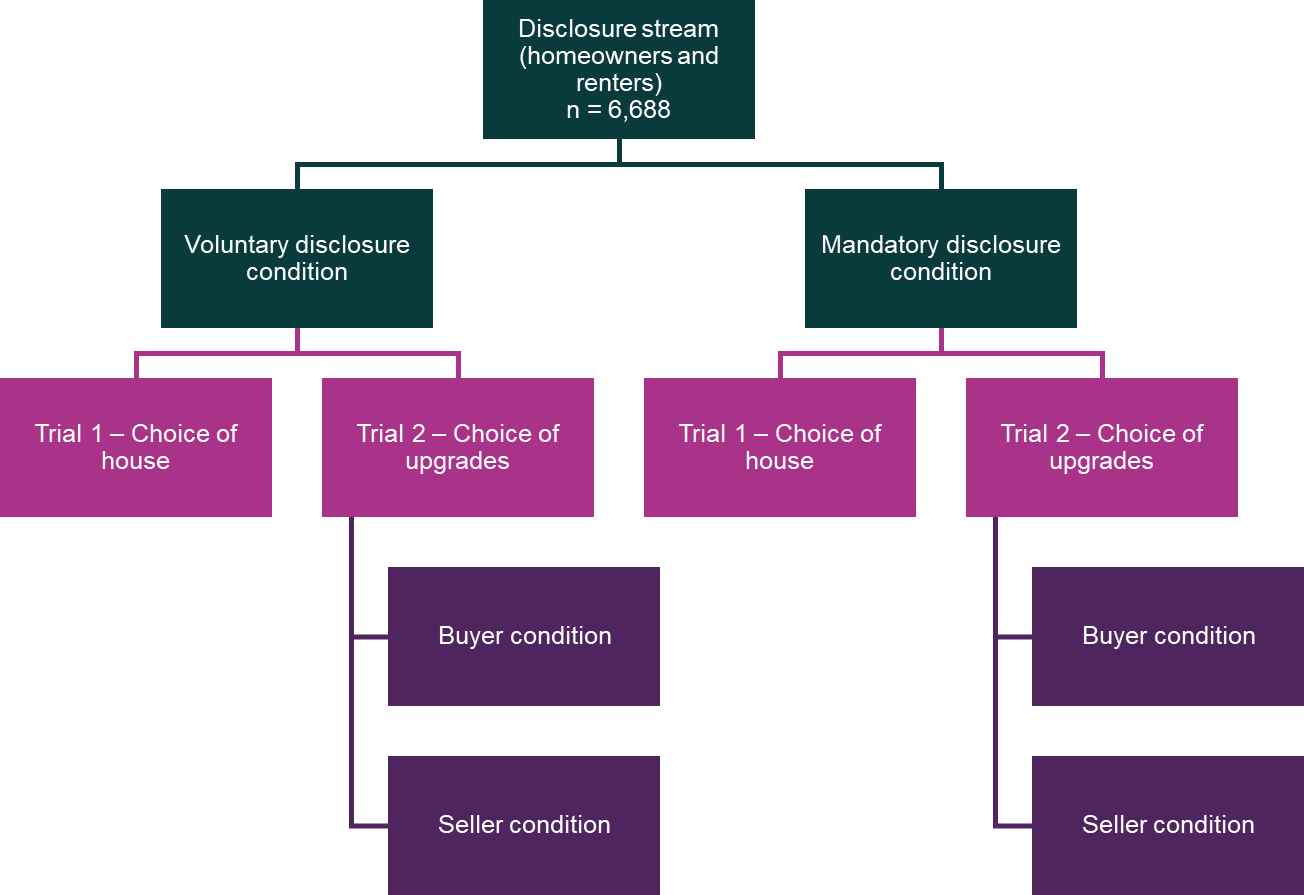 Disclosure stream
(homeowners and
renters)
n = 6,688
Voluntary disclosure
condition
Mandatory disclosure
condition
Trial 1 – Choice of
house
Trial 2 – Choice of
upgrades
Trial 1 – Choice of
house
Trial 2 – Choice of
upgrades
Buyer condition
Buyer condition
Seller condition
Seller condition